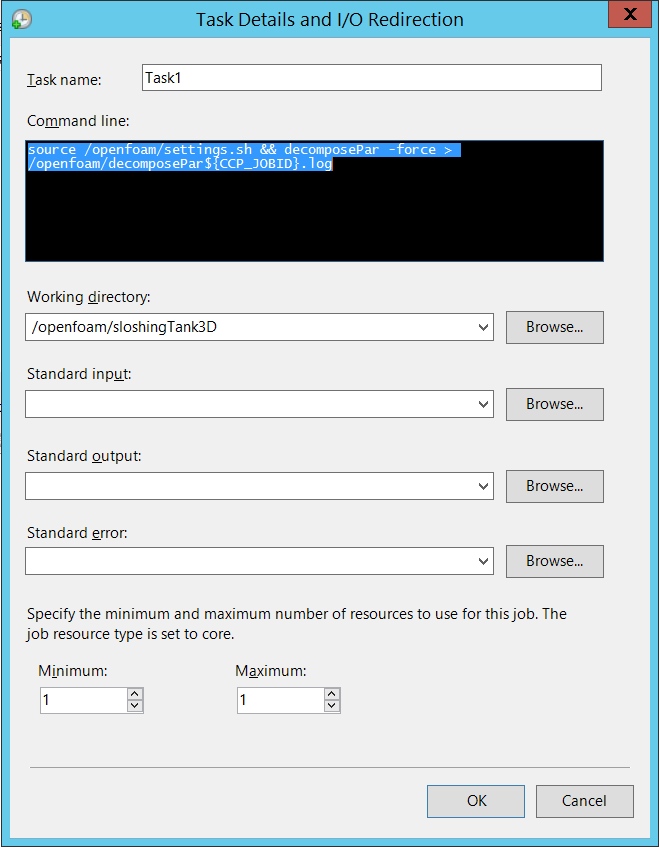 Task Details and I/O Redirection
X
Task name:
Task1
Command line:
source /openfoam/settings.sh && decomposePar -force >
/openfoam/decomposePar${CCP_JOBID}.log
Working directory:
/openfoam/sloshingTank3D
Browse...
Standard input:
Browse...
Standard output:
Browse...
Standard error:
Browse...
Specify the minimum and maximum number of resources to use for this job. The
job resource type is set to core.
Minimum:
Maximum:
1
1
OK
Cancel